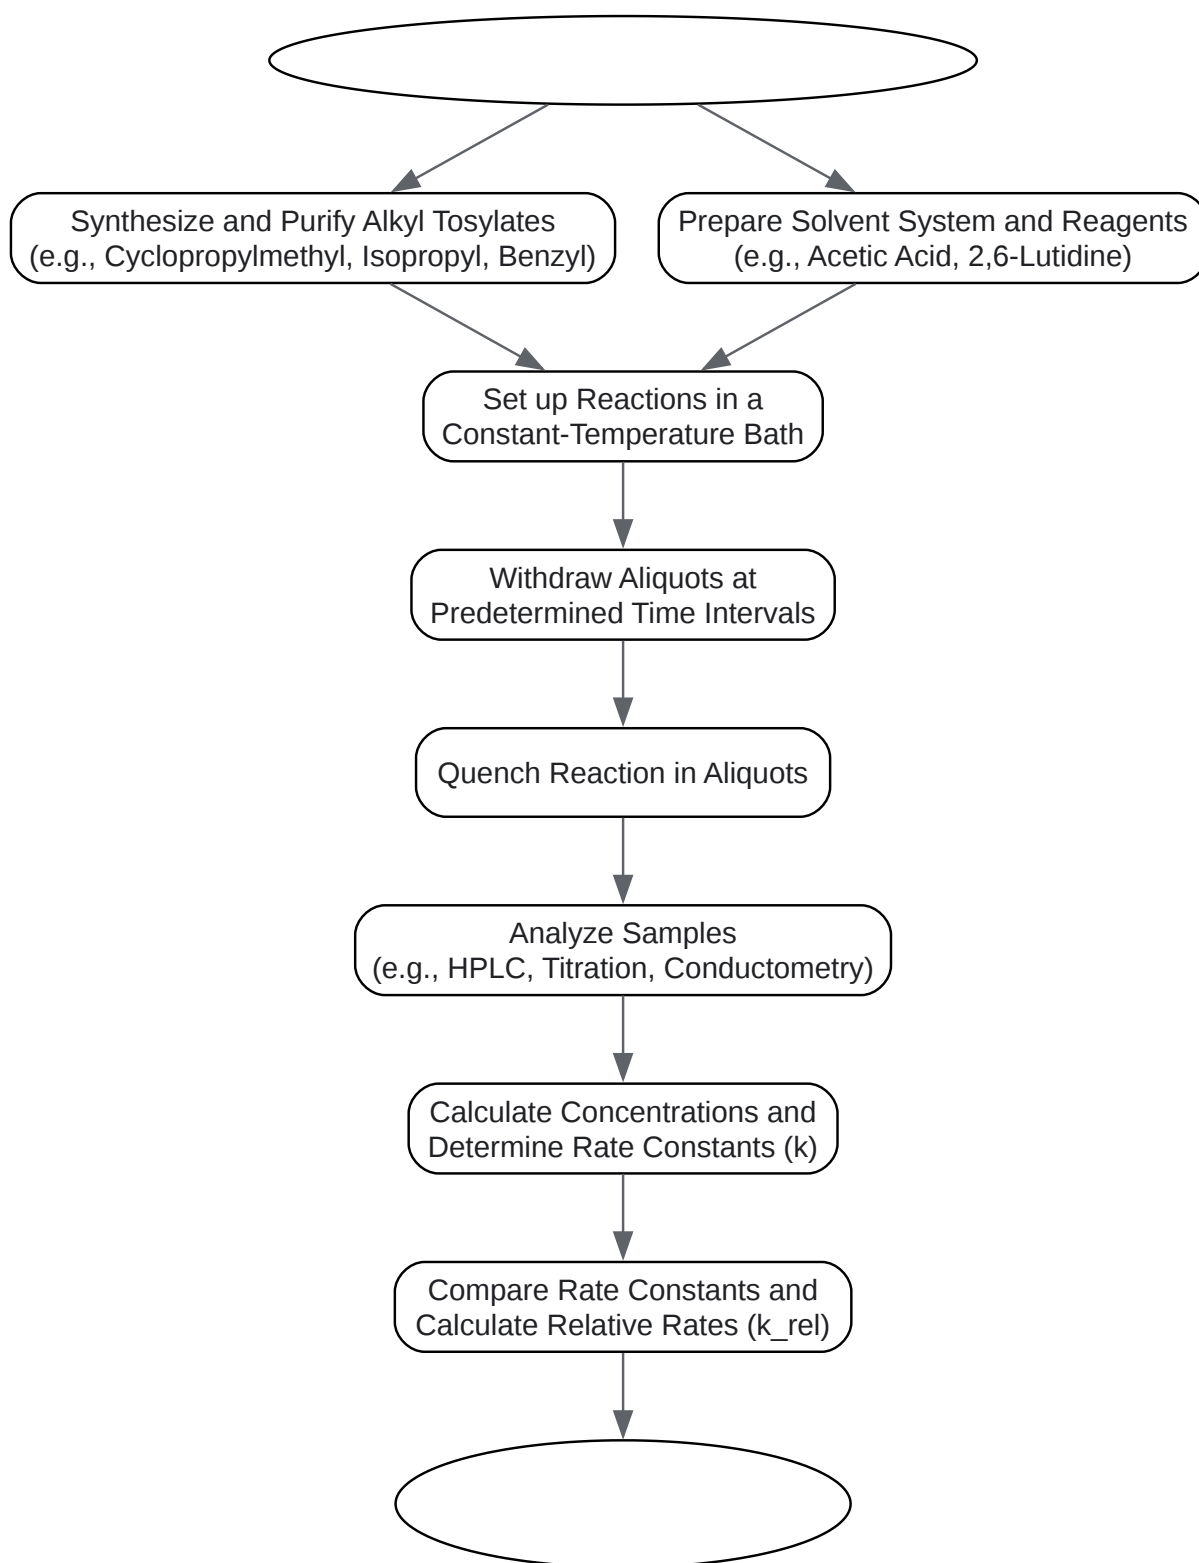 Synthesize and Purify Alkyl Tosylates
(e.g., Cyclopropylmethyl, Isopropyl, Benzyl)
Prepare Solvent System and Reagents
(e.g., Acetic Acid, 2,6-Lutidine)
Set up Reactions in a
Constant-Temperature Bath
Withdraw Aliquots at
Predetermined Time Intervals
Quench Reaction in Aliquots
Analyze Samples
(e.g., HPLC, Titration, Conductometry)
Calculate Concentrations and
Determine Rate Constants (k)
Compare Rate Constants and
Calculate Relative Rates (k_rel)